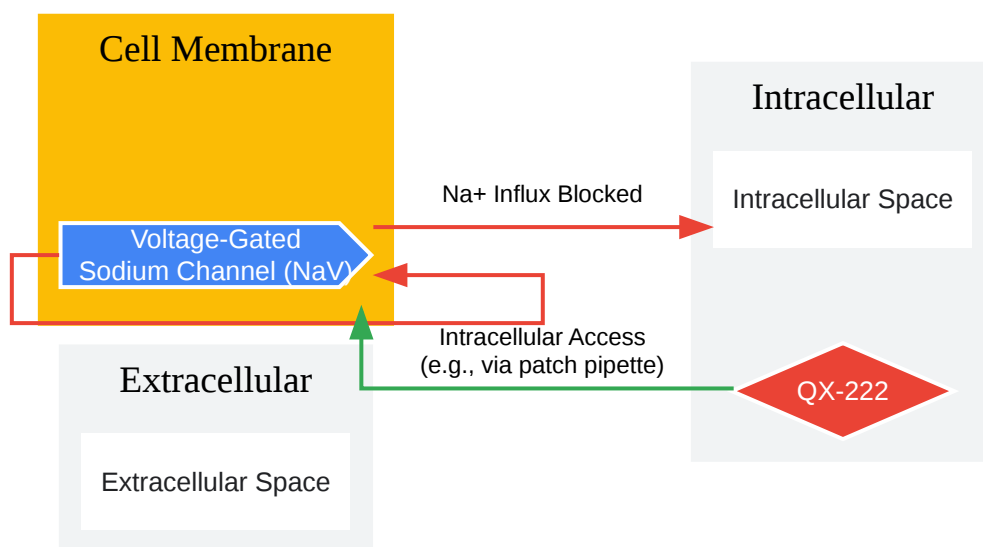 Cell Membrane
Intracellular
Na+ Influx Blocked
Intracellular Space
Voltage-Gated
Sodium Channel (NaV)
Intracellular Access
(e.g., via patch pipette)
Extracellular
QX-222
Extracellular Space